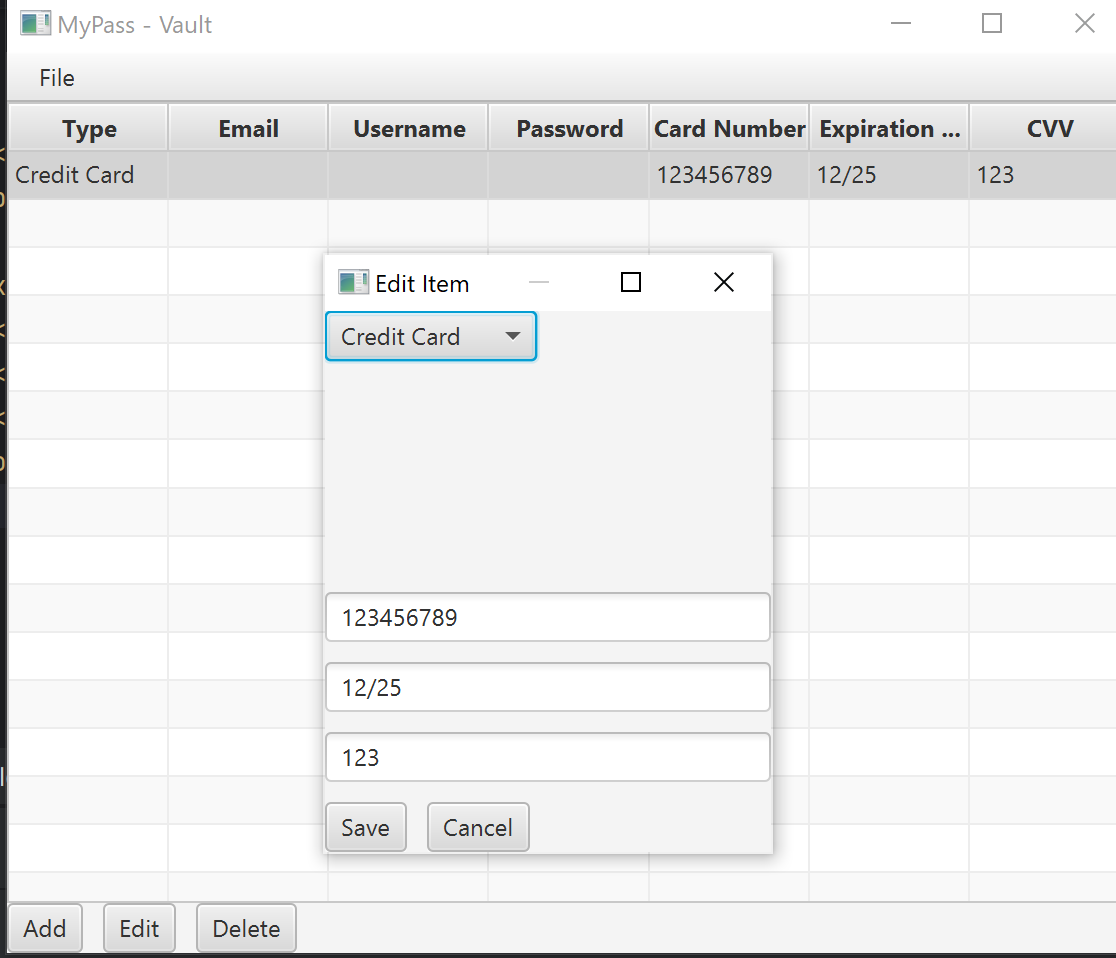 MyPass - Vault
File
Type Email Username Password Card Number Expiration ... CVV
Credit Card 123456789 12/25 123
Edit Item
Credit Card
123456789
12/25
123
Save Cancel
Add Edit Delete